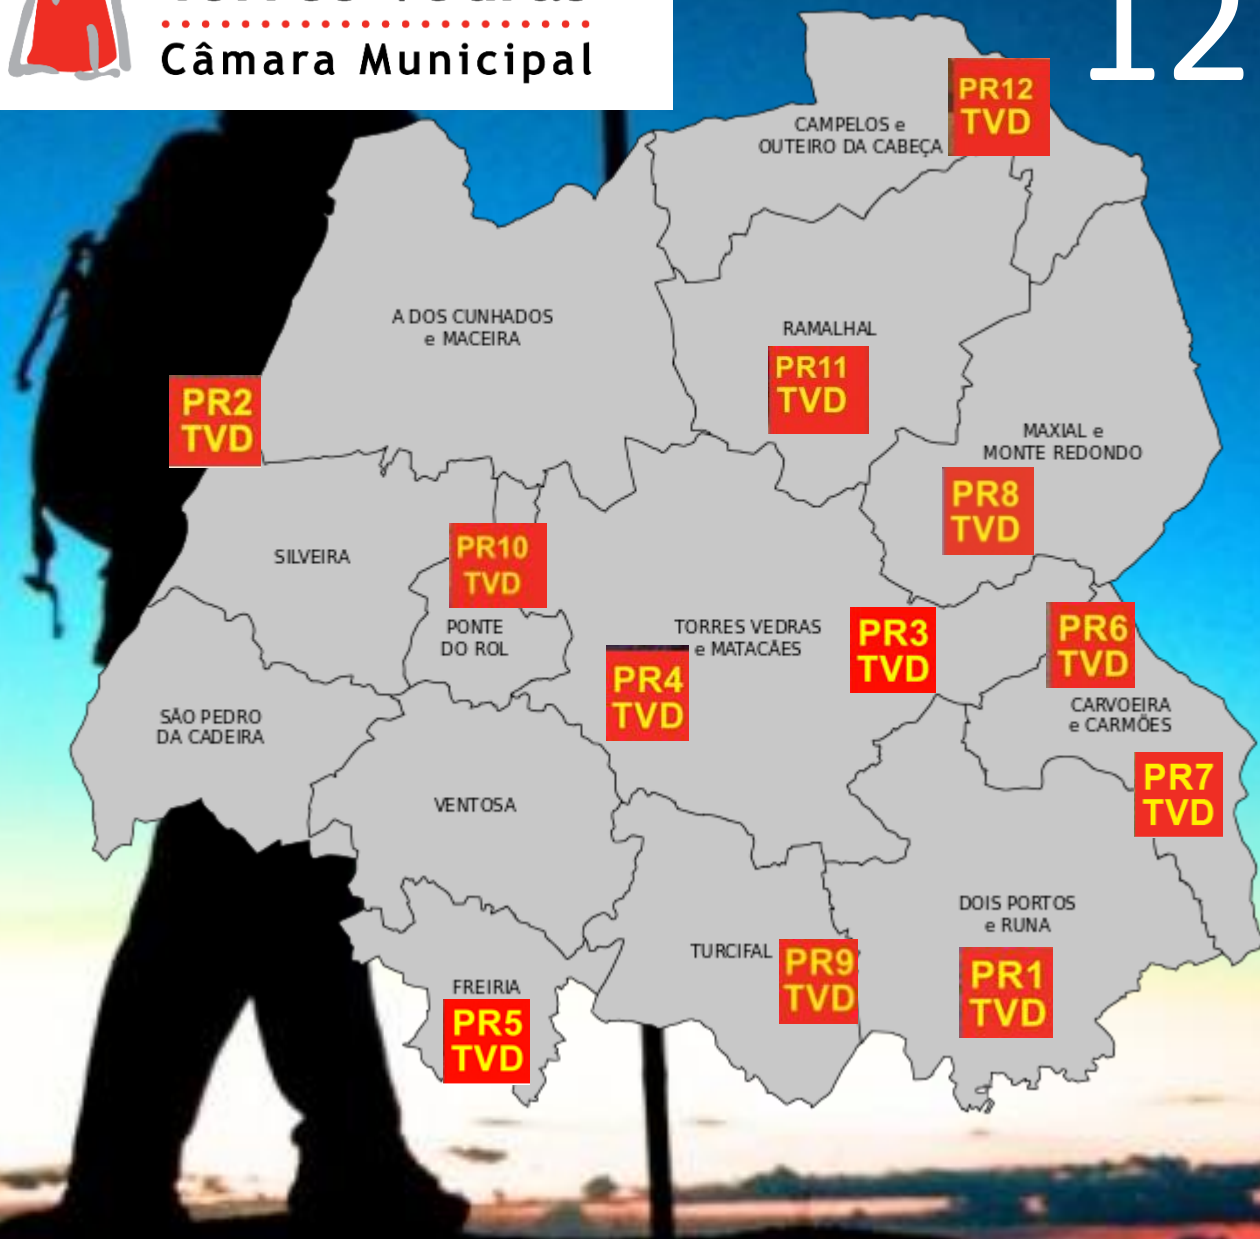 Câmara Municipal
12
PR12
TVD
CAMPELOS e
OUTEIRO DA CABEÇA
A DOS CUNHADOS
e MACEIRA
RAMALHAL
PR11
TVD
PR2
TVD
MAXIAL e
MONTE REDONDO
PR8
TVD
SILVEIRA
PR10
TVD
PONTE
DO ROL
TORRES VEDRAS
e MATACÃES
PR3
TVD
PR6
TVD
PR4
TVD
CARVOEIRA
e CARMÕES
SÃO PEDRO
DA CADEIRA
PR7
TVD
VENTOSA
DOIS PORTOS
e RUNA
TURCIFAL
PR9
TVD
PR1
TVD
FREIRIA
PR5
TVD